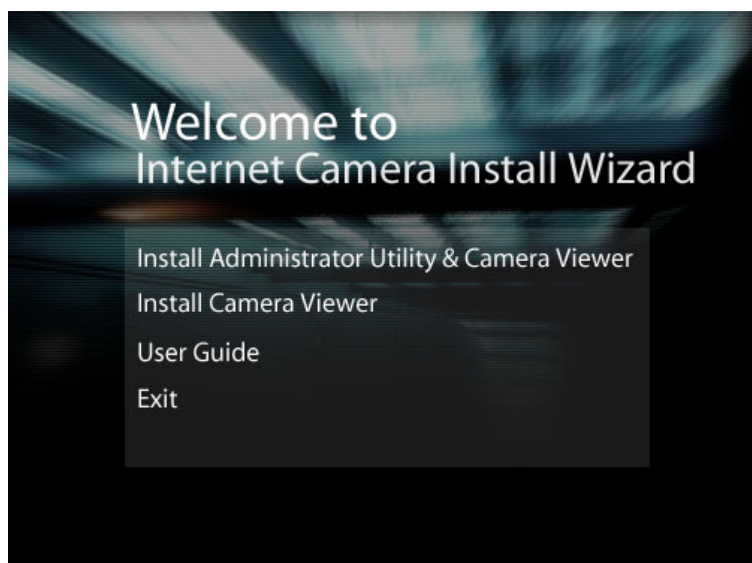 Welcome to
Internet Camera Install Wizard
Install Administrator Utility & Camera Viewer
Install Camera Viewer
User Guide
Exit